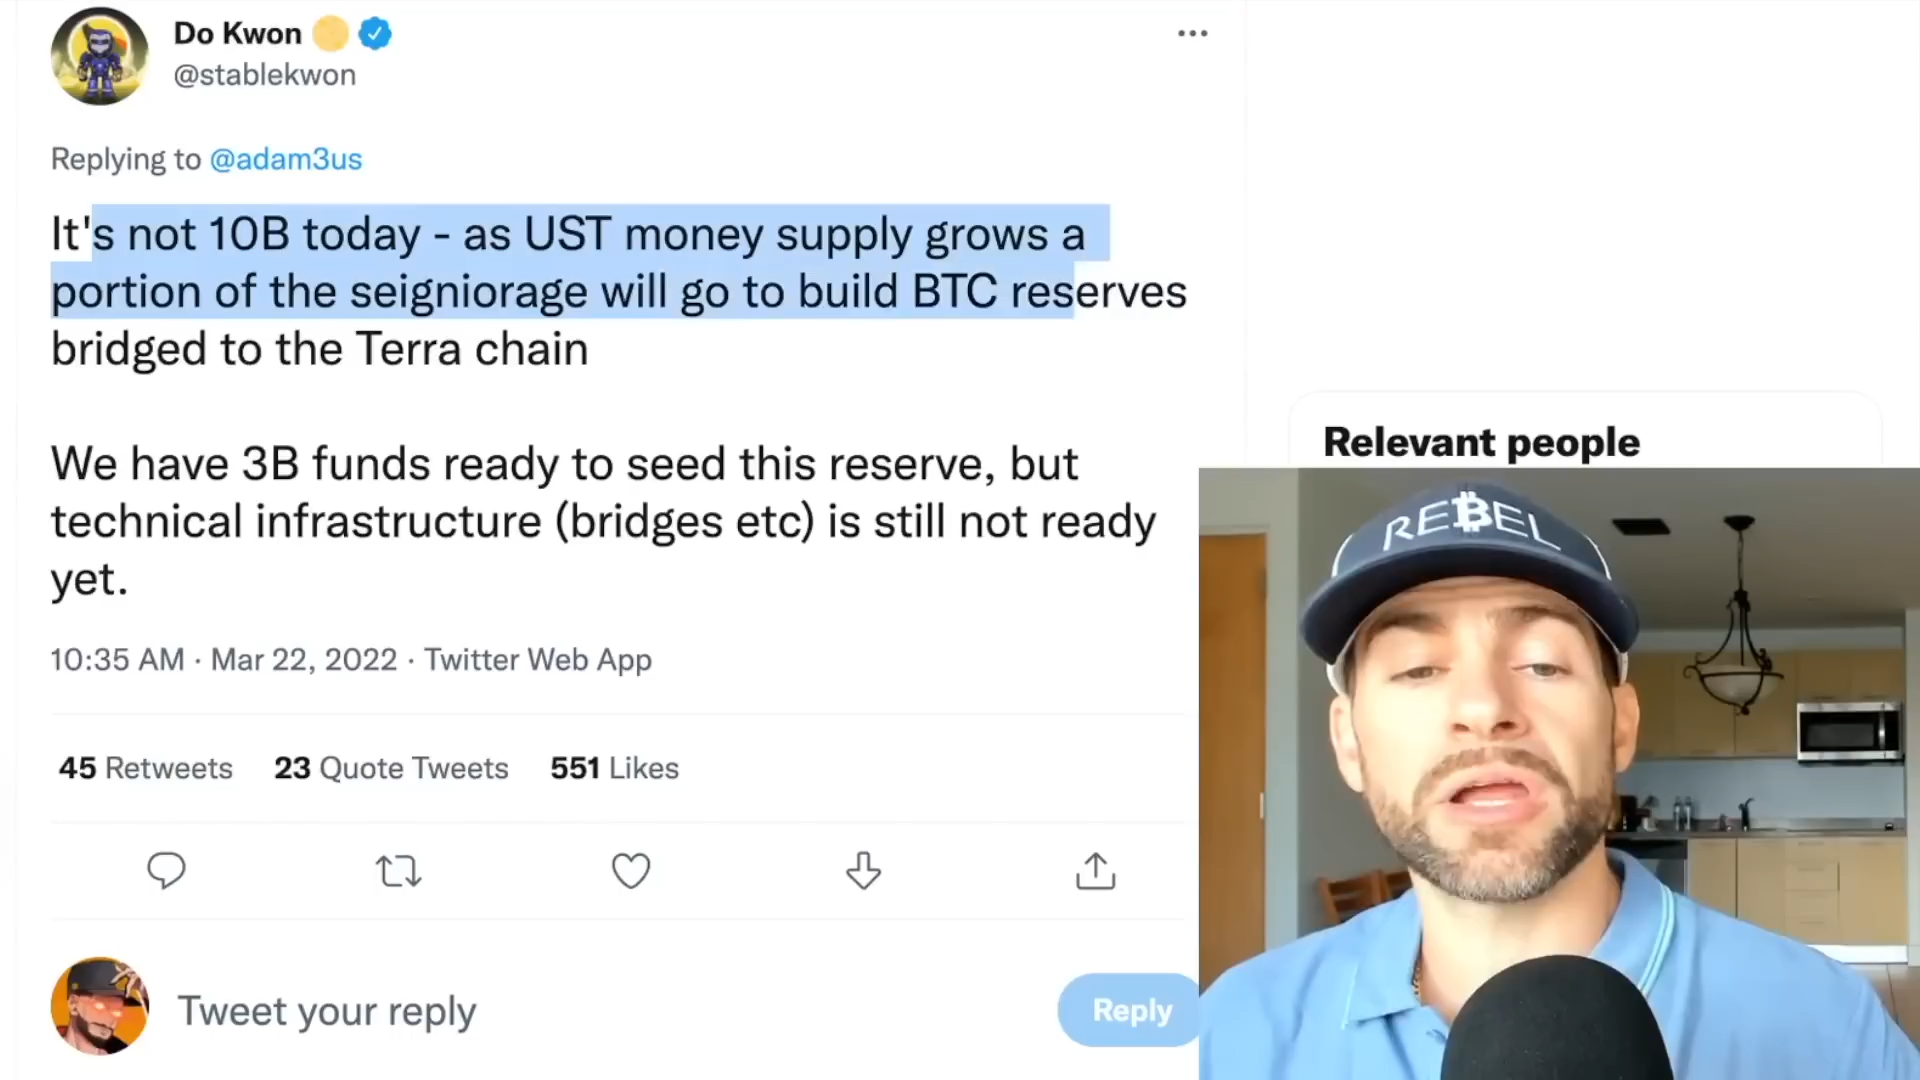 Do Kwon
@stablekwon
Replying to @adam3us
It's not 10B today - as UST money supply grows a
portion of the seigniorage will go to build BTC reserves
bridged to the Terra chain
We have 3B funds ready to seed this reserve, but
technical infrastructure (bridges etc) is still not ready
yet.
10:35 AM · Mar 22, 2022 · Twitter Web App
45 Retweets 23 Quote Tweets 551 Likes
Tweet your reply
Reply
Relevant people
REBEL